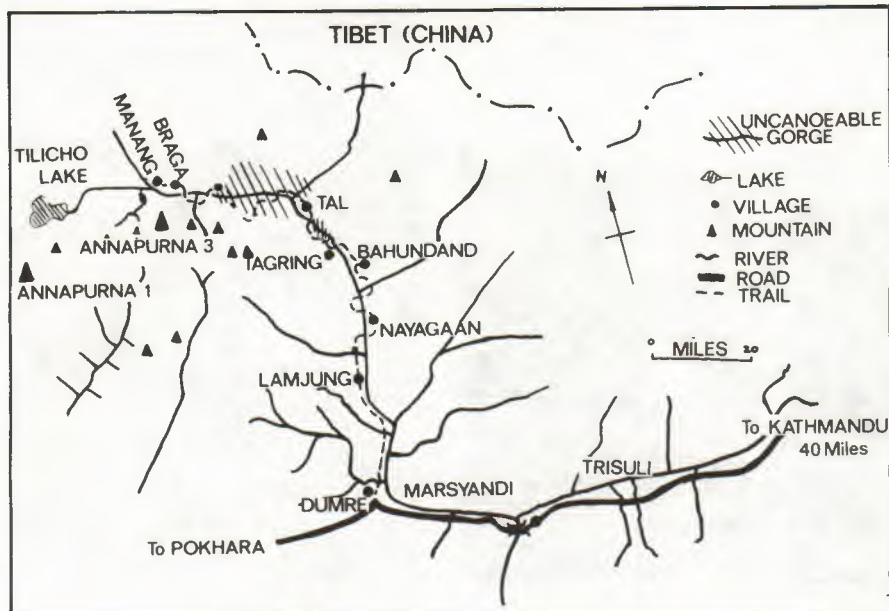 TIBET (CHINA)
MANANG
BRAGA
TILICHO
LAKE
UNCANOEABLE
GORGE
LAKE
VILLAGE
MOUNTAIN
RIVER
ROAD
TRAIL
N
TAL
ANNAPURNA 3
TAGRING
BAHUNDAND
ANNAPURNA 1
NAYAGAAN
0 MILES 20
LAMJUNG
To KATHMANDU
40 Miles
TRISULI
MARSYANDI
DUMRE
To POKHARA